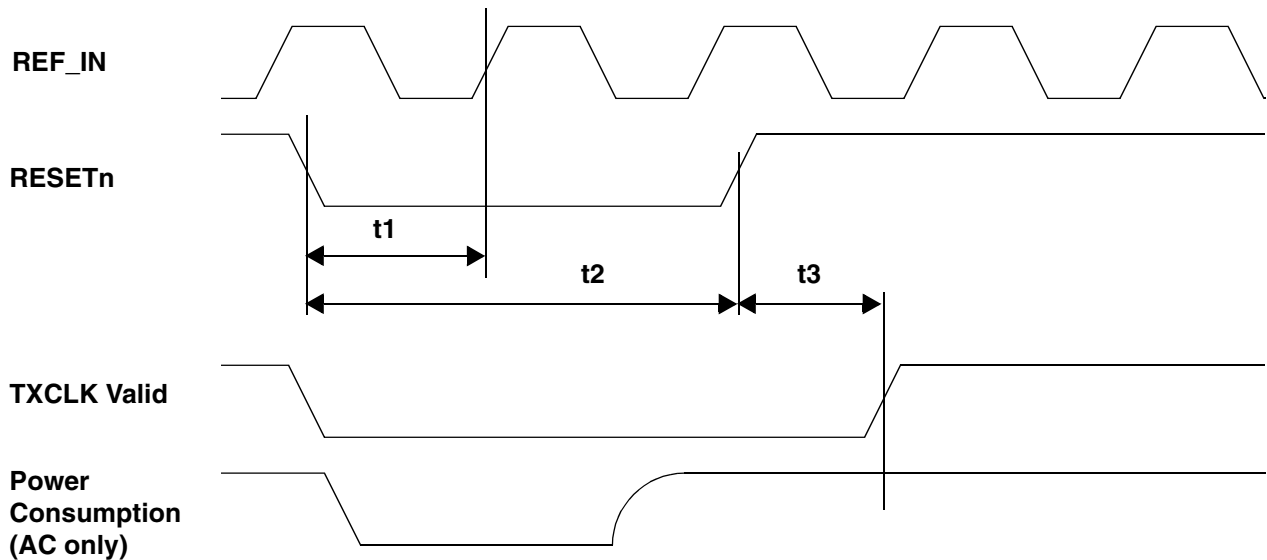 REF_IN
RESETn
t1
t2
t3
TXCLK Valid
Power
Consumption
(AC only)